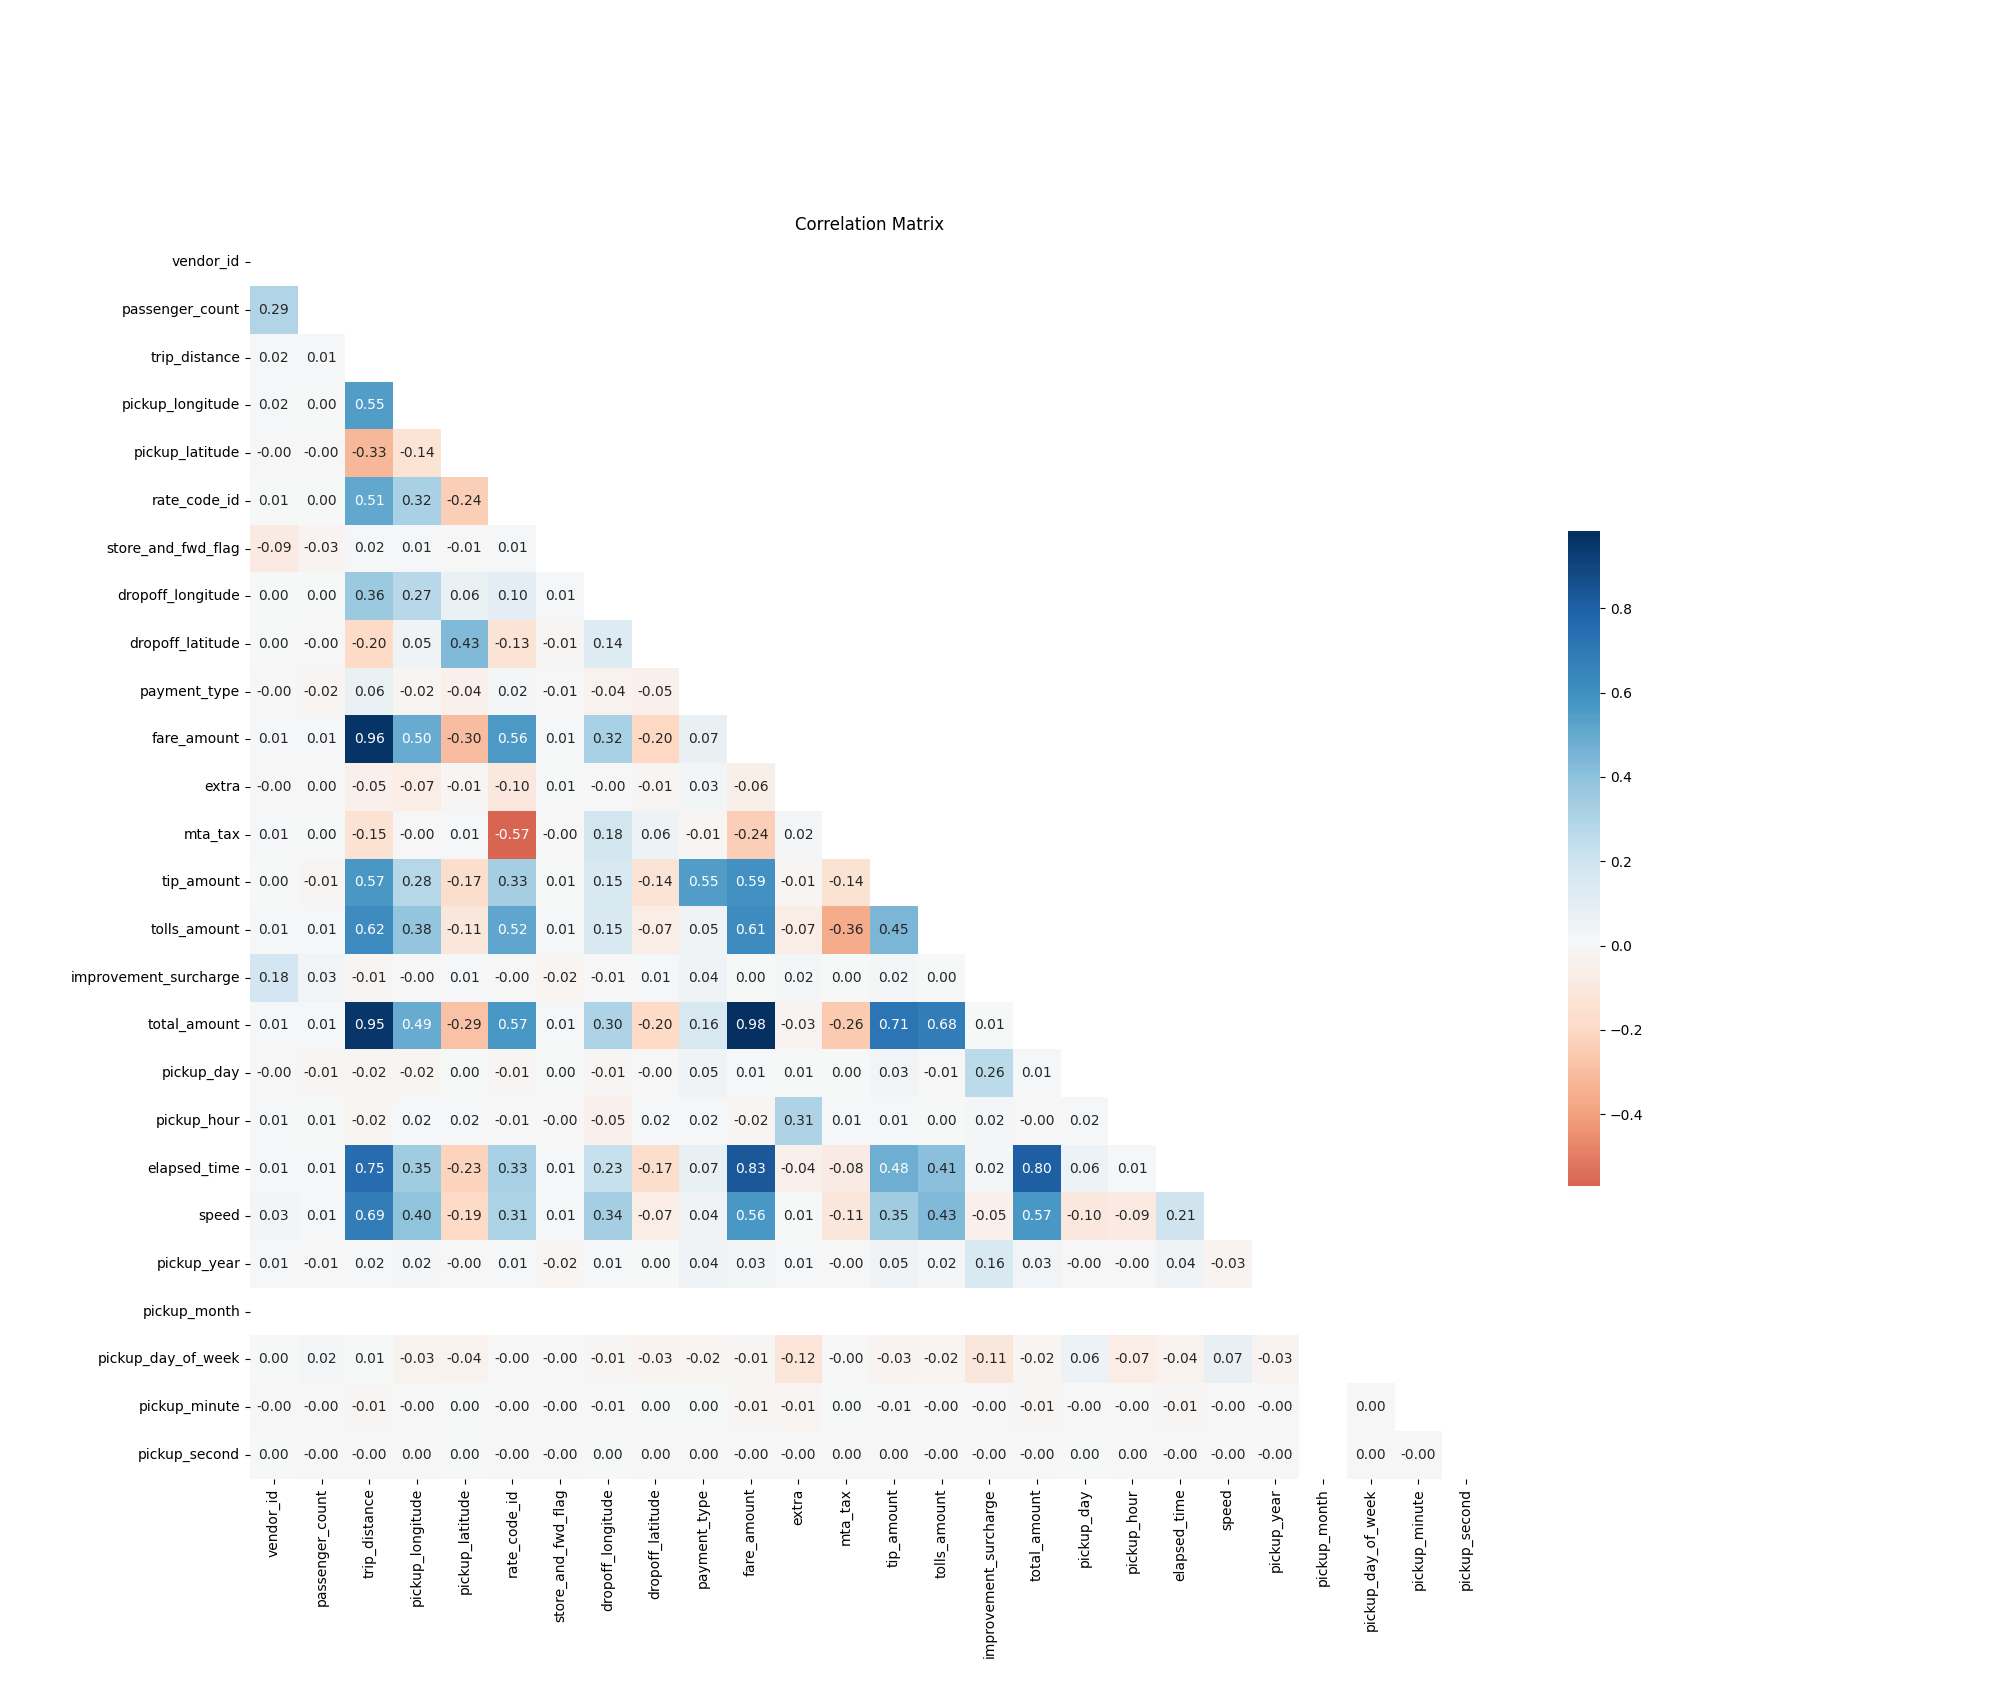 Correlation Matrix
vendor_id
passenger_count 0.29
trip_distance 0.02 0.01
pickup_longitude 0.02 0.00 0.55
pickup_latitude -0.00 -0.00 -0.33 -0.14
rate_code_id 0.01 0.00 0.51 0.32 -0.24
store_and_fwd_flag -0.09 -0.03 0.02 0.01 -0.01 0.01
dropoff_longitude 0.00 0.00 0.36 0.27 0.06 0.10 0.01
dropoff_latitude 0.00 -0.00 -0.20 0.05 0.43 -0.13 -0.01 0.14
payment_type -0.00 -0.02 0.06 -0.02 -0.04 0.02 -0.01 -0.04 -0.05
fare_amount 0.01 0.01 0.96 0.50 -0.30 0.56 0.01 0.32 -0.20 0.07
extra -0.00 0.00 -0.05 -0.07 -0.01 -0.10 0.01 -0.00 -0.01 0.03 -0.06
mta_tax 0.01 0.00 -0.15 -0.00 0.01 -0.57 -0.00 0.18 0.06 -0.01 -0.24 0.02
tip_amount 0.00 -0.01 0.57 0.28 -0.17 0.33 0.01 0.15 -0.14 0.55 0.59 -0.01 -0.14
tolls_amount 0.01 0.01 0.62 0.38 -0.11 0.52 0.01 0.15 -0.07 0.05 0.61 -0.07 -0.36 0.45
improvement_surcharge 0.18 0.03 -0.01 -0.00 0.01 -0.00 -0.02 -0.01 0.01 0.04 0.00 0.02 0.00 0.02 0.00
total_amount 0.01 0.01 0.95 0.49 -0.29 0.57 0.01 0.30 -0.20 0.16 0.98 -0.03 -0.26 0.71 0.68 0.01
pickup_day -0.00 -0.01 -0.02 -0.02 0.00 -0.01 0.00 -0.01 -0.00 0.05 0.01 0.01 0.00 0.03 -0.01 0.26 0.01
pickup_hour 0.01 0.01 -0.02 0.02 0.02 -0.01 -0.00 -0.05 0.02 0.02 -0.02 0.31 0.01 0.01 0.00 0.02 -0.00 0.02
elapsed_time 0.01 0.01 0.75 0.35 -0.23 0.33 0.01 0.23 -0.17 0.07 0.83 -0.04 -0.08 0.48 0.41 0.02 0.80 0.06 0.01
speed 0.03 0.01 0.69 0.40 -0.19 0.31 0.01 0.34 -0.07 0.04 0.56 0.01 -0.11 0.35 0.43 -0.05 0.57 -0.10 -0.09 0.21
pickup_year 0.01 -0.01 0.02 0.02 -0.00 0.01 -0.02 0.01 0.00 0.04 0.03 0.01 -0.00 0.05 0.02 0.16 0.03 -0.00 -0.00 0.04 -0.03
pickup_month
pickup_day_of_week 0.00 0.02 0.01 -0.03 -0.04 -0.00 -0.00 -0.01 -0.03 -0.02 -0.01 -0.12 -0.00 -0.03 -0.02 -0.11 -0.02 0.06 -0.07 -0.04 0.07 -0.03
pickup_minute -0.00 -0.00 -0.01 -0.00 0.00 -0.00 -0.00 -0.01 0.00 0.00 -0.01 -0.01 0.00 -0.01 -0.00 -0.00 -0.01 -0.00 -0.00 -0.01 -0.00 -0.00 0.00
pickup_second 0.00 -0.00 -0.00 0.00 0.00 -0.00 -0.00 0.00 0.00 0.00 -0.00 -0.00 0.00 0.00 -0.00 -0.00 -0.00 0.00 0.00 -0.00 -0.00 -0.00 0.00 -0.00
vendor_id
passenger_count
trip_distance
pickup_longitude
pickup_latitude
rate_code_id
store_and_fwd_flag
dropoff_longitude
dropoff_latitude
payment_type
fare_amount
extra
mta_tax
tip_amount
tolls_amount
improvement_surcharge
total_amount
pickup_day
pickup_hour
elapsed_time
speed
pickup_year
pickup_month
pickup_day_of_week
pickup_minute
pickup_second
0.8
0.6
0.4
0.2
0.0
−0.2
−0.4